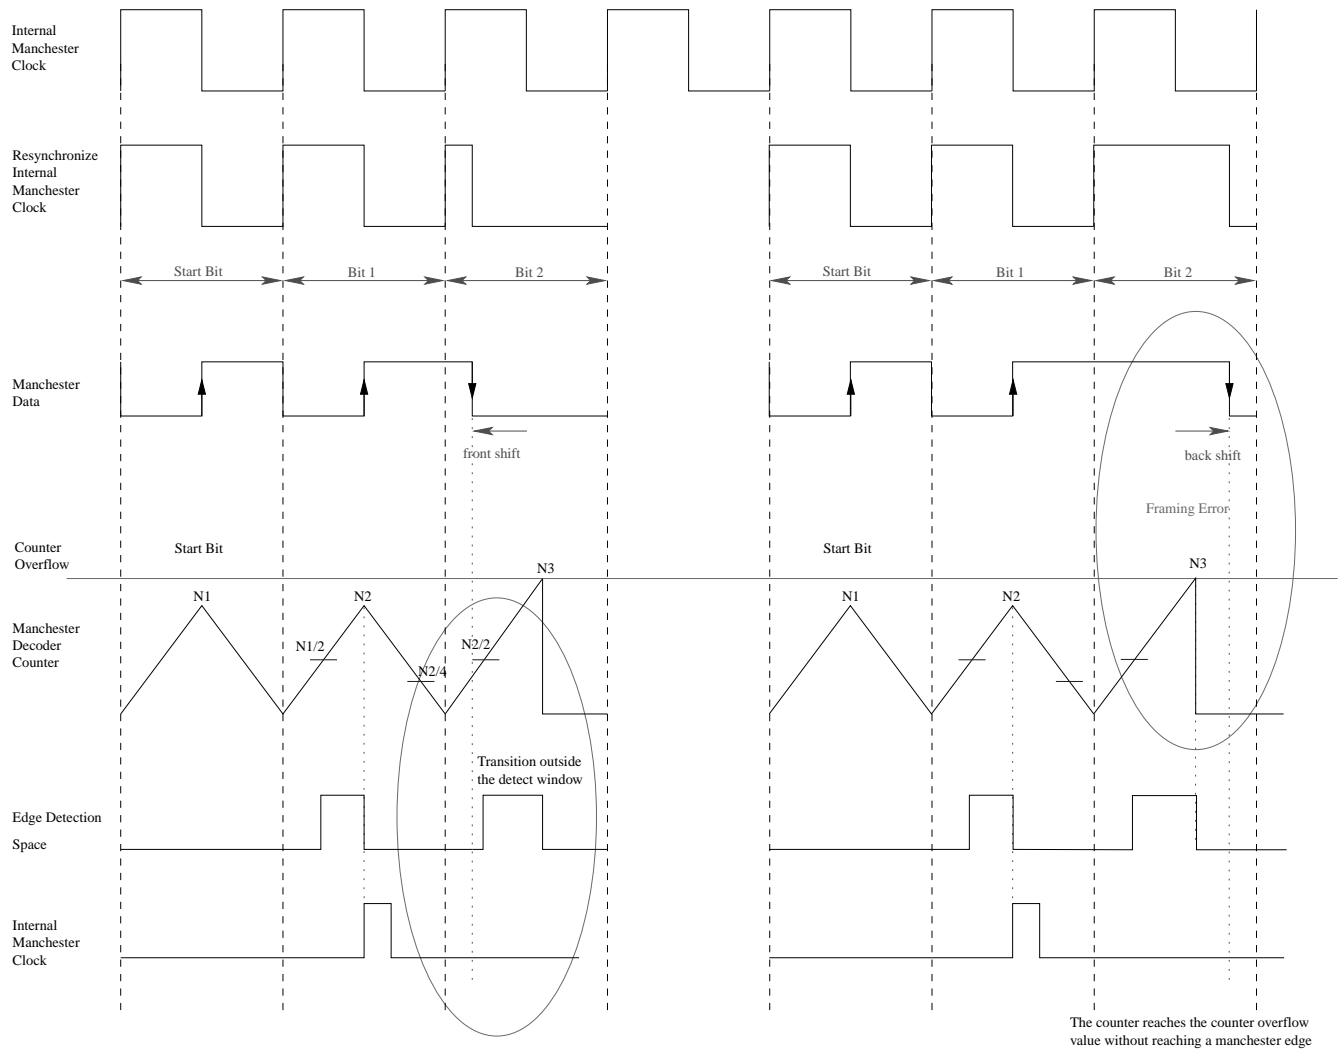 Internal
Manchester
Clock
Resynchronize
Internal
Manchester
Clock
Start Bit
Bit 1
Bit 2
Start Bit
Bit 1
Bit 2
Manchester
Data
front shift
back shift
Framing Error
Counter
Overflow
Start Bit
Start Bit
N3
N3
N1
N2
N1
N2
Manchester
Decoder
Counter
N1/2
N2/4
N2/2
Transition outside
the detect window
Edge Detection
Space
Internal
Manchester
Clock
The counter reaches the counter overflow
value without reaching a manchester edge